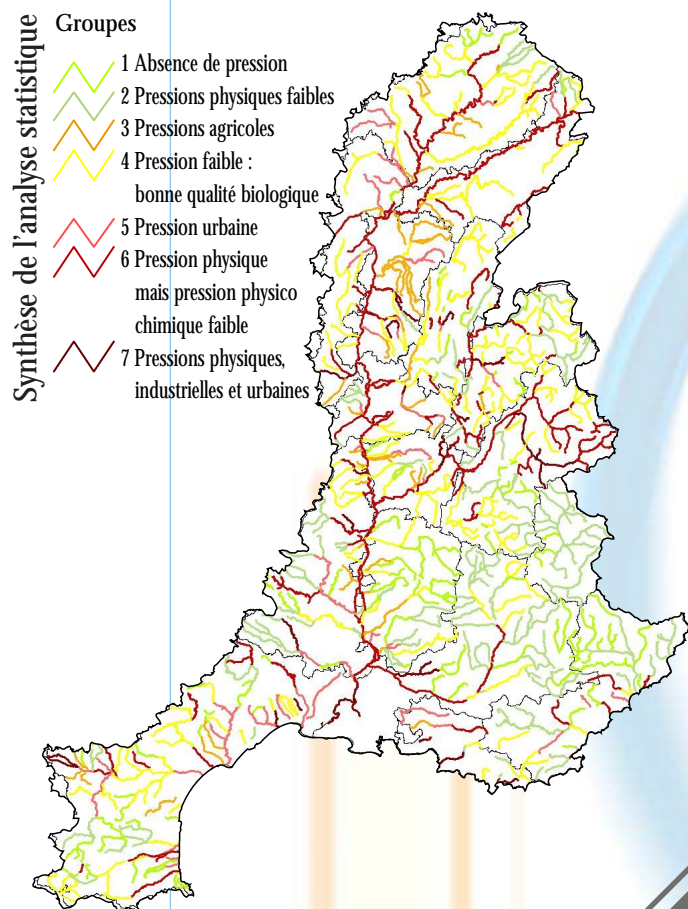 Synthèse de l'analyse statistique
Groupes
1 Absence de pression
2 Pressions physiques faibles
3 Pressions agricoles
4 Pression faible :
bonne qualité biologique
5 Pression urbaine
6 Pression physique
mais pression physico
chimique faible
7 Pressions physiques,
industrielles et urbaines